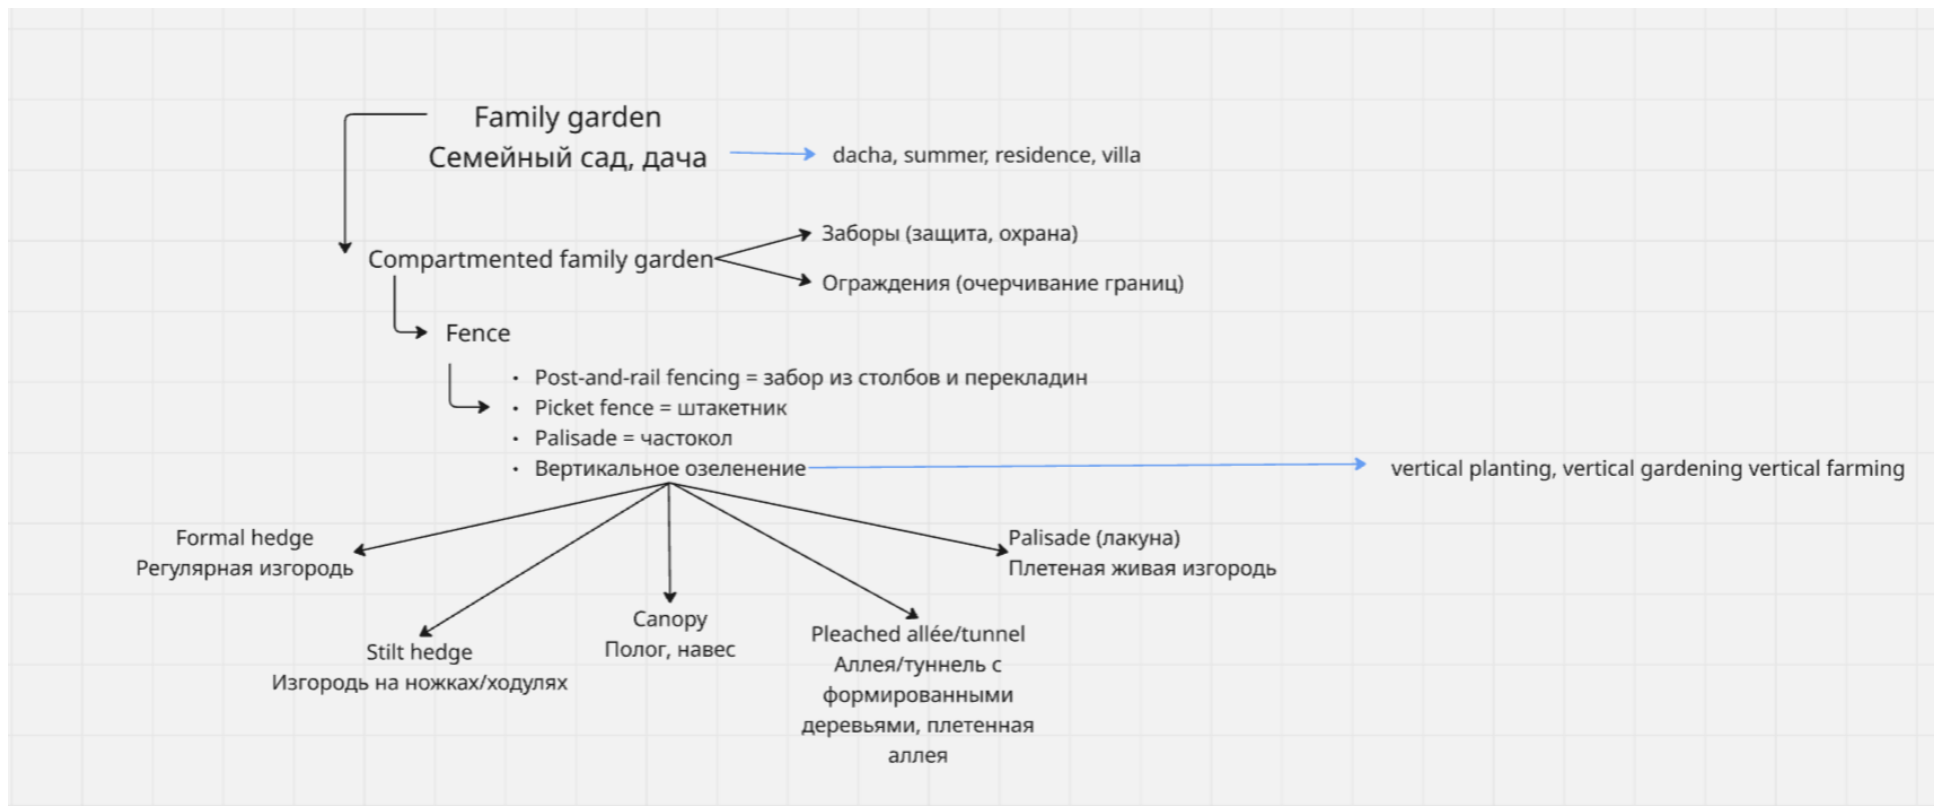 Family garden
Семейный сад, дача
dacha, summer, residence, villa
Compartmented family garden
Заборы (защита, охрана)
Ограждения (очерчивание границ)
Fence
• Post-and-rail fencing = забор из столбов и перекладин
• Picket fence = штакетник
• Palisade = частокол
• Вертикальное озеленение
vertical planting, vertical gardening vertical farming
Formal hedge
Регулярная изгородь
Stilt hedge
Изгородь на ножках/ходулях
Canopy
Полог, навес
Pleached allée/tunnel
Аллея/туннель с
формированными
деревьями, плетенная
аллея
Palisade (лакуна)
Плетеная живая изгородь